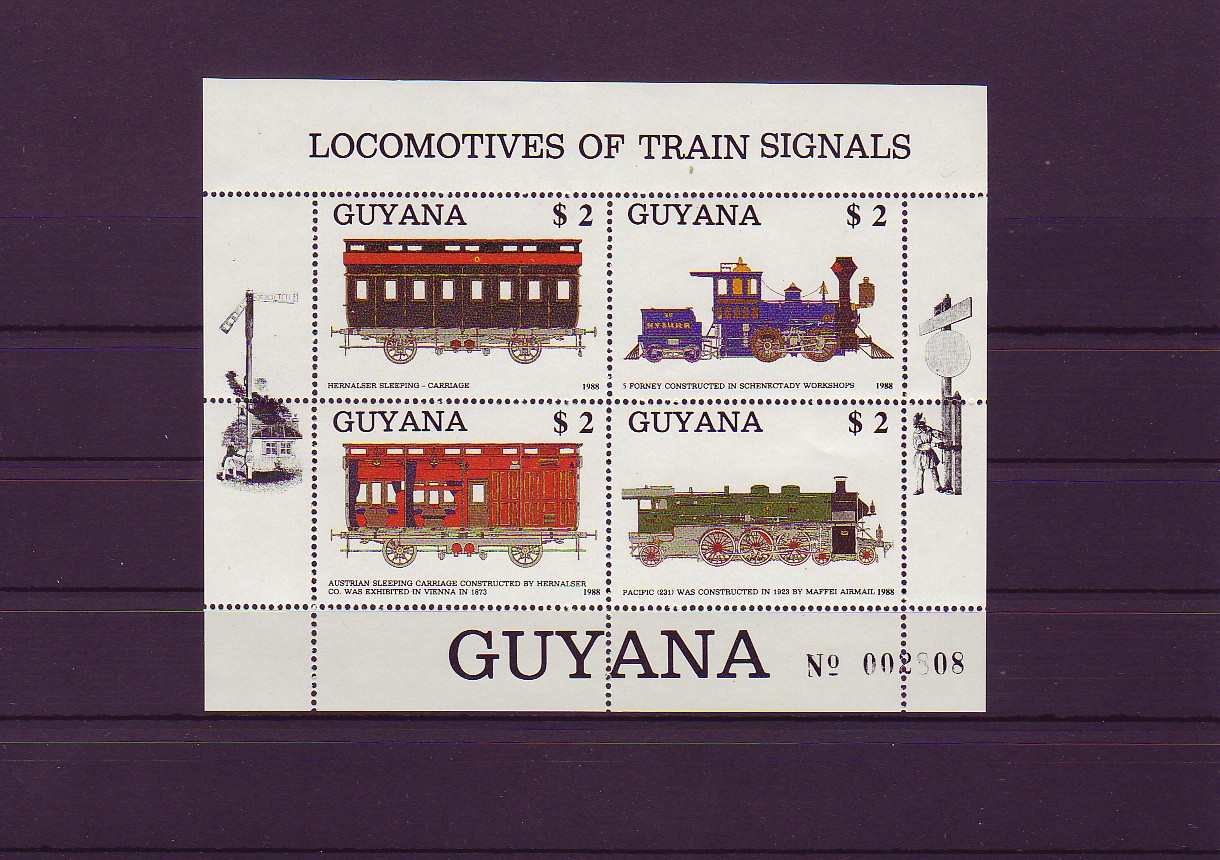 LOCOMOTIVES OF TRAIN SIGNALS
GUYANA $ 2
HERNALSER SLEEPING - CARRIAGE 1988
GUYANA $ 2
5 FORNEY CONSTRUCTED IN SCHENECTADY WORKSHOPS 1988
GUYANA $ 2
AUSTRIAN SLEEPING CARRIAGE CONSTRUCTED BY HERNALSER
CO. WAS EXHIBITED IN VIENNA IN 1873 1988
GUYANA $ 2
PACIFIC (231) WAS CONSTRUCTED IN 1923 BY MAFFEI AIRMAIL 1988
GUYANA Nº 002808